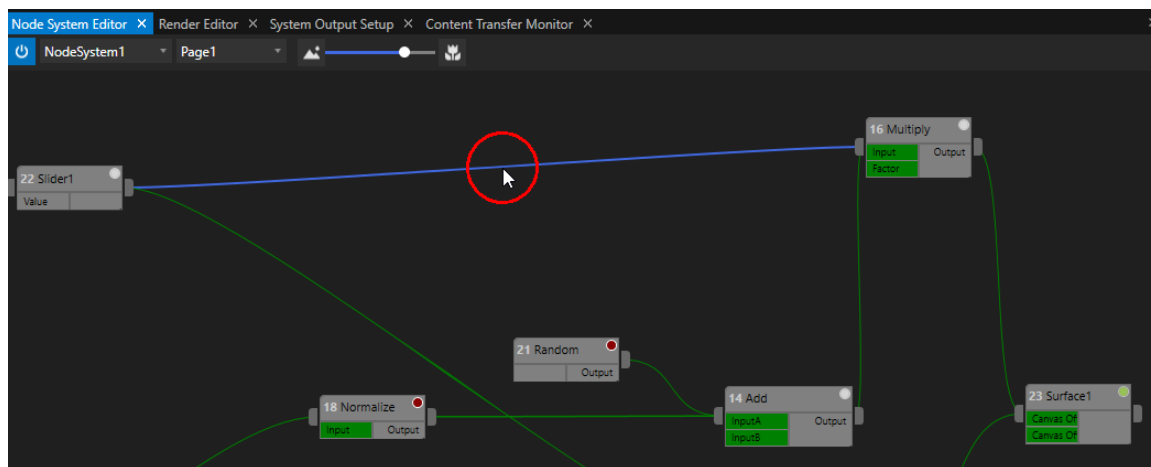 Node System Editor × Render Editor × System Output Setup × Content Transfer Monitor ×
NodeSystem1 Page1
16 Multiply
Input Output
Factor
22 Slider1
Value
21 Random
Output
14 Add
InputA Output
InputB
23 Surface1
Canvas Of
Canvas Of
18 Normalize
Input Output